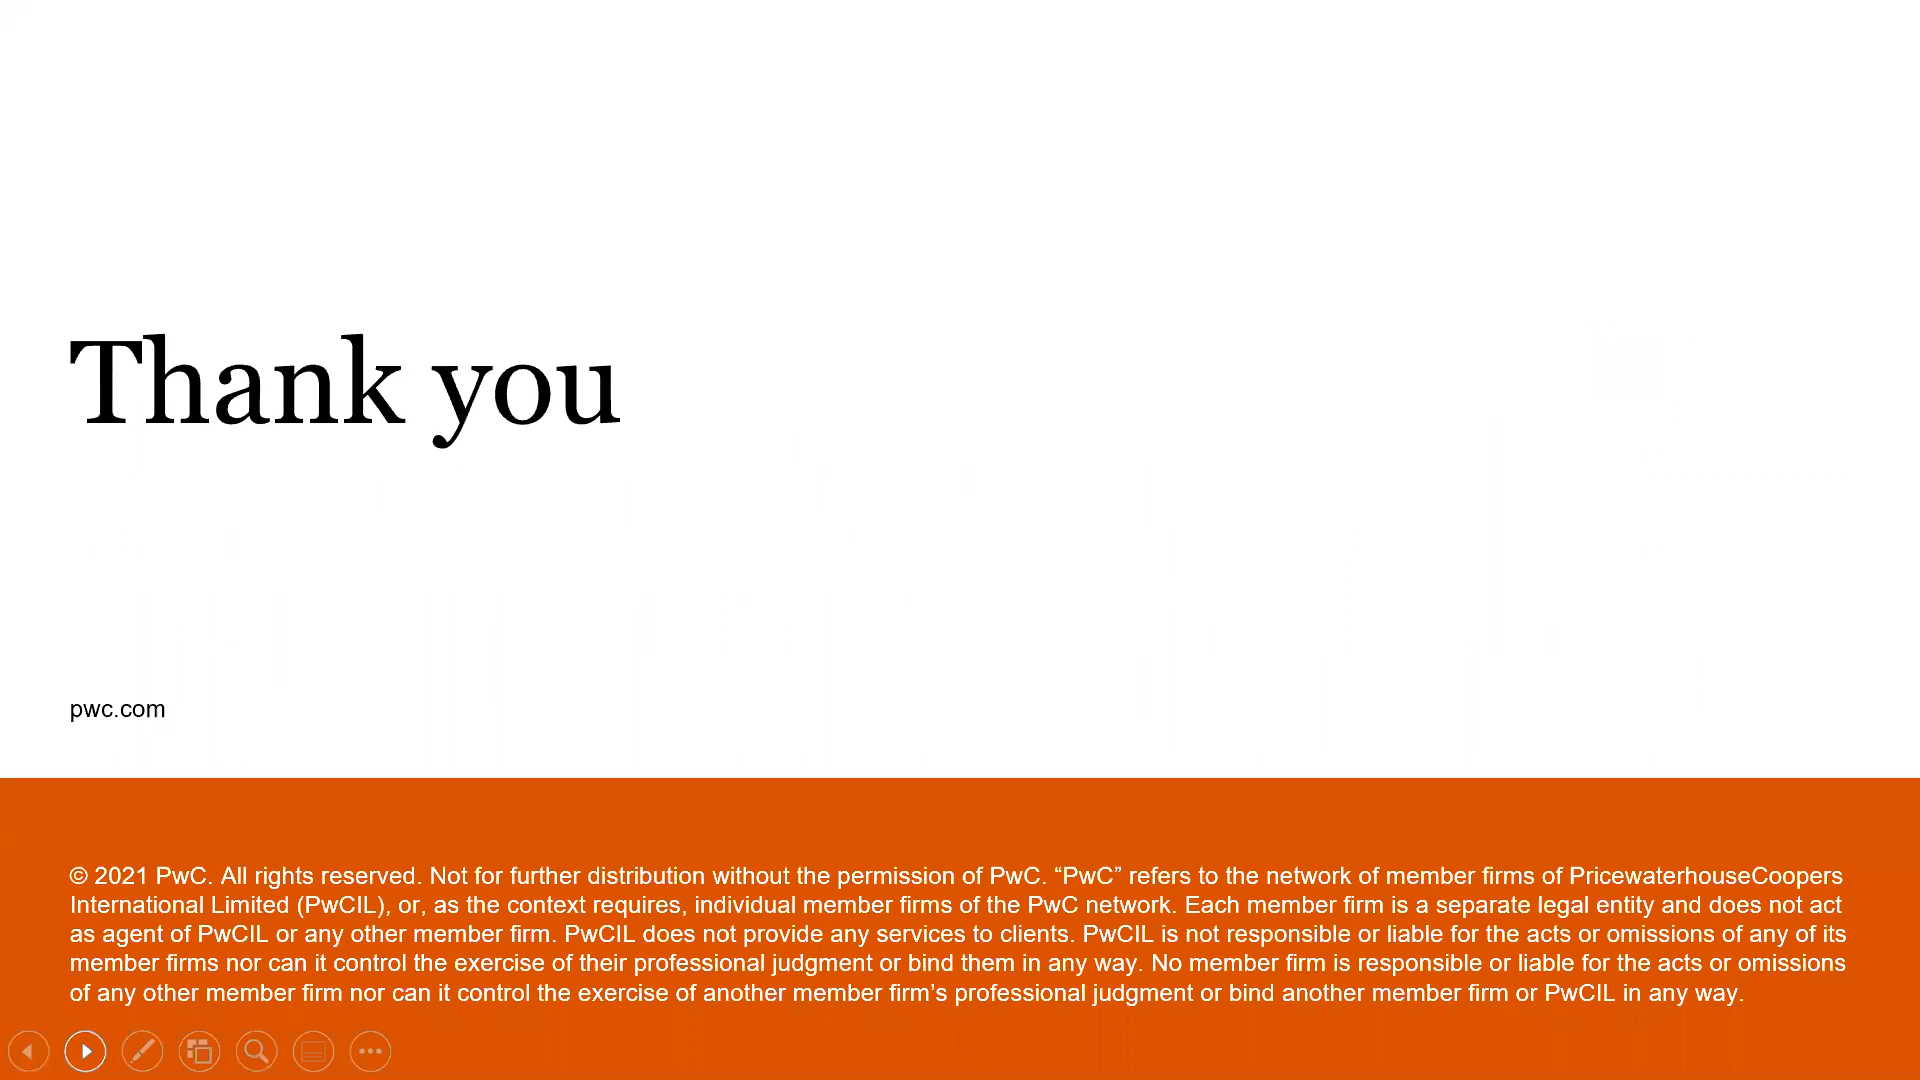 Thank you
pwc.com
© 2021 PwC. All rights reserved. Not for further distribution without the permission of PwC. “PwC” refers to the network of member firms of PricewaterhouseCoopers
International Limited (PwCIL), or, as the context requires, individual member firms of the PwC network. Each member firm is a separate legal entity and does not act
as agent of PwCIL or any other member firm. PwCIL does not provide any services to clients. PwCIL is not responsible or liable for the acts or omissions of any of its
member firms nor can it control the exercise of their professional judgment or bind them in any way. No member firm is responsible or liable for the acts or omissions
of any other member firm nor can it control the exercise of another member firm’s professional judgment or bind another member firm or PwCIL in any way.